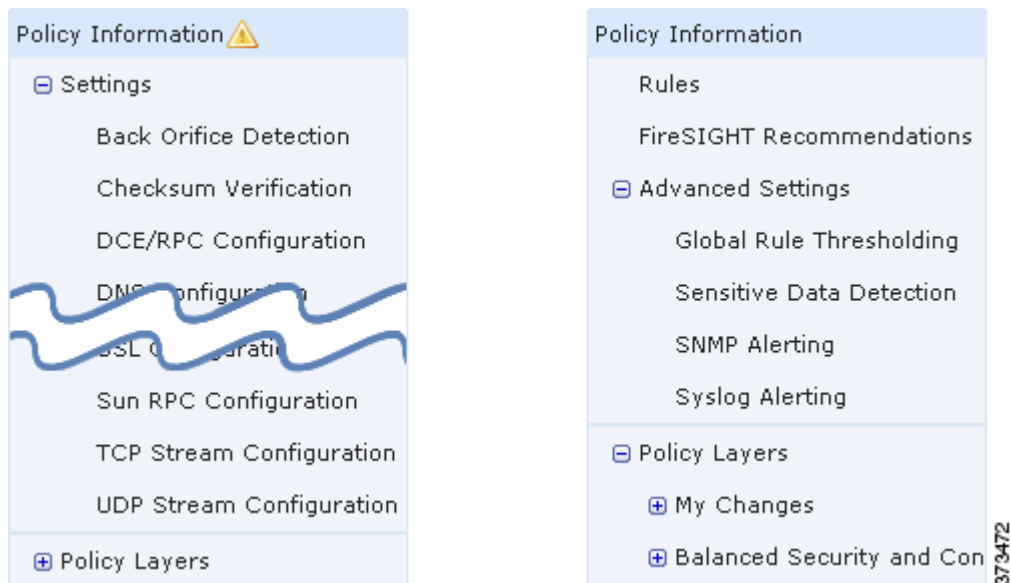 Policy Information
Settings
Back Orifice Detection
Checksum Verification
DCE/RPC Configuration
Sun RPC Configuration
TCP Stream Configuration
UDP Stream Configuration
Policy Layers
Policy Information
Rules
FireSIGHT Recommendations
Advanced Settings
Global Rule Thresholding
Sensitive Data Detection
SNMP Alerting
Syslog Alerting
Policy Layers
My Changes
Balanced Security and Con
373472